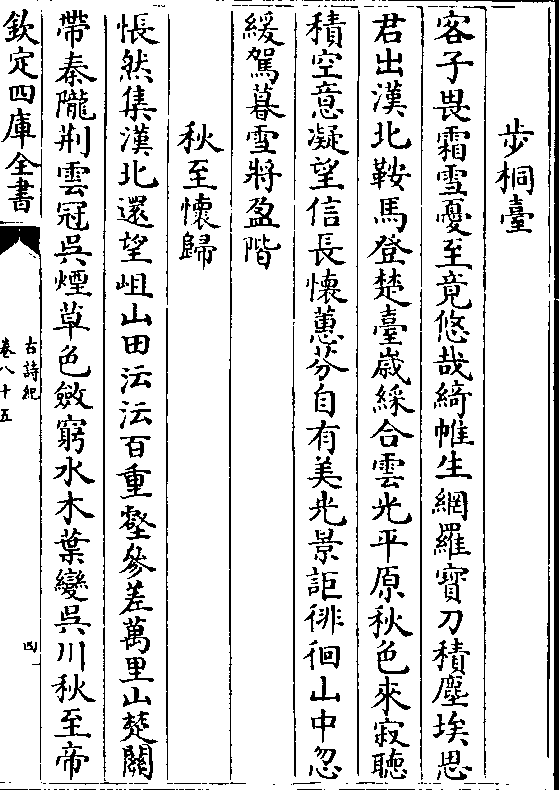 步桐臺
客子畏霜雪憂至竟悠哉綺帷生網羅寳刀積塵埃思
君出漢北鞍馬登楚臺嵗綵合雲光平原秋色來寂聴
積空意凝望信長懷蕙芬自有美光景詎徘徊山中忽
緩駕暮雪將盈階
秋至懷歸
悵然集漢北還望岨山田沄沄百重壑參差萬里山楚闗
帶秦隴荆雲冠呉煙草色斂窮水木葉變呉川秋至帝
欽定四庫全書
古詩紀
卷八十五
四